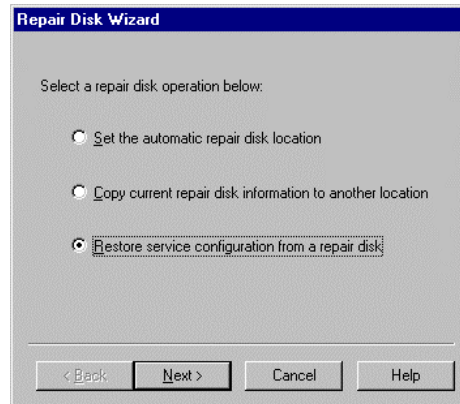 Repair Disk Wizard
Select a repair disk operation below:
Set the automatic repair disk location
Copy current repair disk information to another location
Restore service configuration from a repair disk
< Back
Next >
Cancel
Help